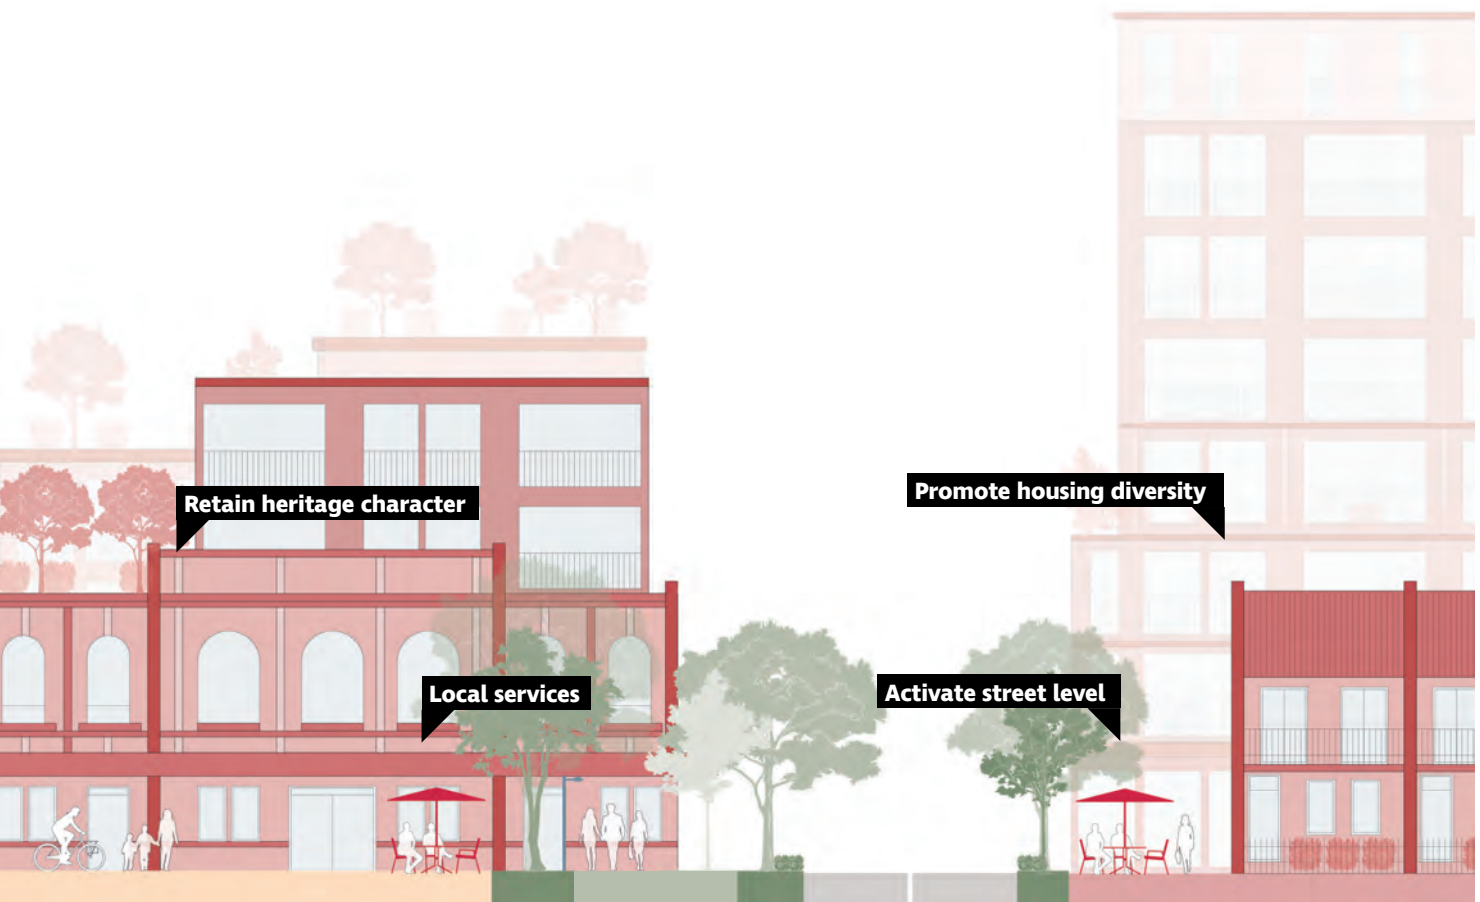 Retain heritage character
Promote housing diversity
Local services
Activate street level